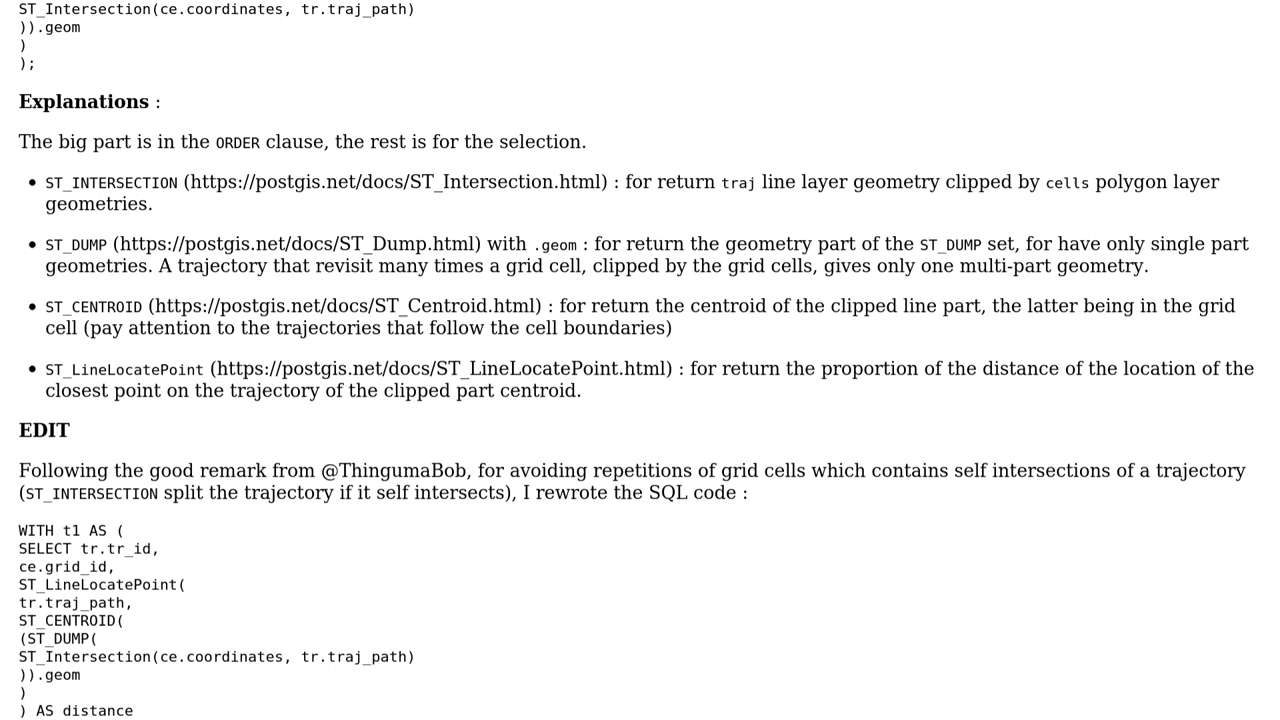 ST_Intersection(ce.coordinates, tr.traj_path)
)).geom
)
);
Explanations :
The big part is in the ORDER clause, the rest is for the selection.
• ST_INTERSECTION (https://postgis.net/docs/ST_Intersection.html) : for return traj line layer geometry clipped by cells polygon layer
geometries.
• ST_DUMP (https://postgis.net/docs/ST_Dump.html) with .geom : for return the geometry part of the ST_DUMP set, for have only single part
geometries. A trajectory that revisit many times a grid cell, clipped by the grid cells, gives only one multi-part geometry.
• ST_CENTROID (https://postgis.net/docs/ST_Centroid.html) : for return the centroid of the clipped line part, the latter being in the grid
cell (pay attention to the trajectories that follow the cell boundaries)
• ST_LineLocatePoint (https://postgis.net/docs/ST_LineLocatePoint.html) : for return the proportion of the distance of the location of the
closest point on the trajectory of the clipped part centroid.
EDIT
Following the good remark from @ThingumaBob, for avoiding repetitions of grid cells which contains self intersections of a trajectory
(ST_INTERSECTION split the trajectory if it self intersects), I rewrote the SQL code :
WITH t1 AS (
SELECT tr.tr_id,
ce.grid_id,
ST_LineLocatePoint(
tr.traj_path,
ST_CENTROID(
(ST_DUMP(
ST_Intersection(ce.coordinates, tr.traj_path)
)).geom
)
) AS distance